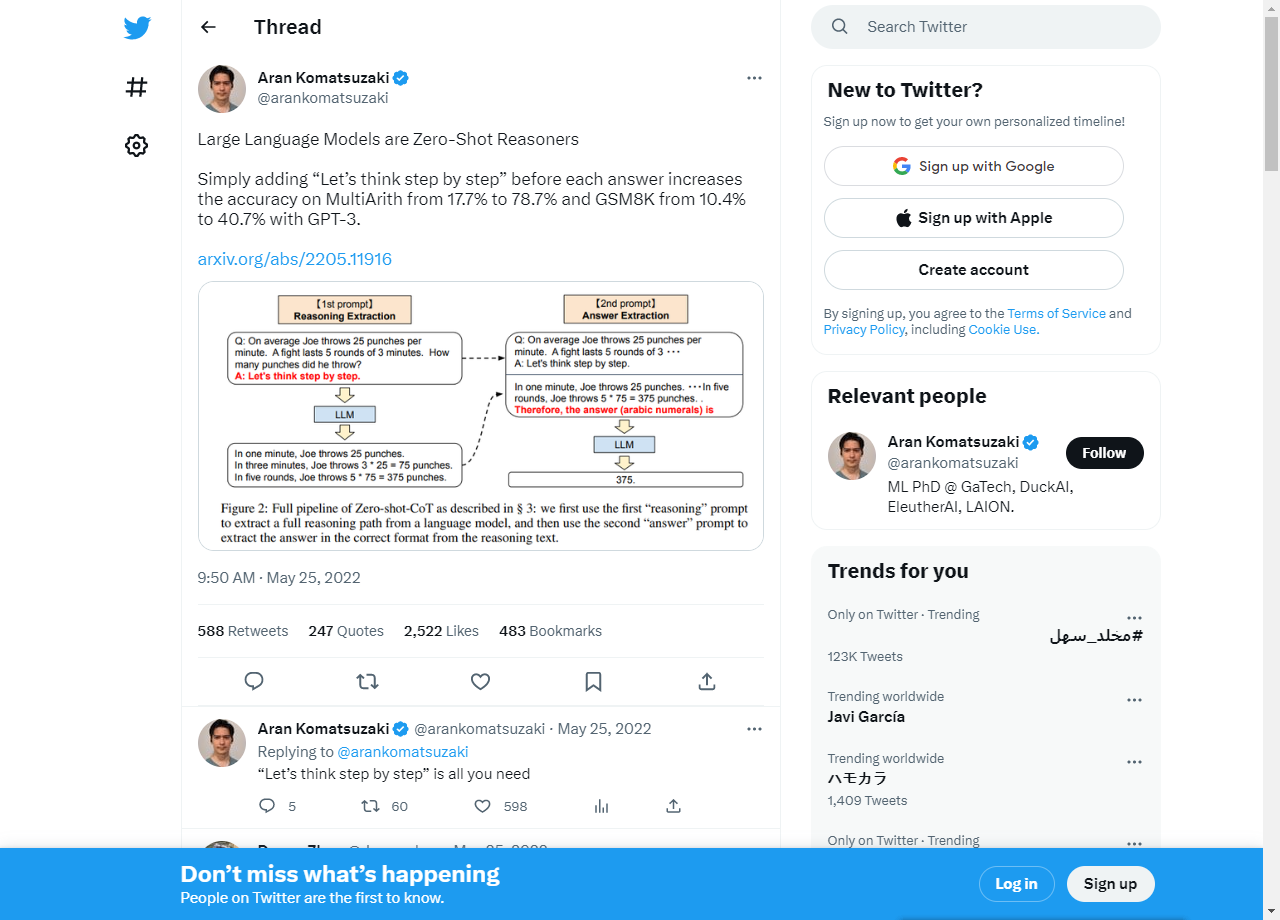 Thread
Aran Komatsuzaki
@arankomatsuzaki
Large Language Models are Zero-Shot Reasoners
Simply adding “Let’s think step by step” before each answer increases
the accuracy on MultiArith from 17.7% to 78.7% and GSM8K from 10.4%
to 40.7% with GPT-3.
arxiv.org/abs/2205.11916
【1st prompt】
Reasoning Extraction
Q: On average Joe throws 25 punches per
minute. A fight lasts 5 rounds of 3 minutes. How
many punches did he throw?
A: Let's think step by step.
LLM
In one minute, Joe throws 25 punches.
In three minutes, Joe throws 3 * 25 = 75 punches.
In five rounds, Joe throws 5 * 75 = 375 punches.
【2nd prompt】
Answer Extraction
Q: On average Joe throws 25 punches per
minute. A fight lasts 5 rounds of 3 ･･･
A: Let's think step by step.
In one minute, Joe throws 25 punches. ･･･In five
rounds, Joe throws 5 * 75 = 375 punches. .
Therefore, the answer (arabic numerals) is
LLM
375.
Figure 2: Full pipeline of Zero-shot-CoT as described in § 3: we first use the first “reasoning” prompt
to extract a full reasoning path from a language model, and then use the second “answer” prompt to
extract the answer in the correct format from the reasoning text.
9:50 AM · May 25, 2022
588 Retweets 247 Quotes 2,522 Likes 483 Bookmarks
Aran Komatsuzaki @arankomatsuzaki · May 25, 2022
Replying to @arankomatsuzaki
“Let’s think step by step” is all you need
5 60 598
Search Twitter
New to Twitter?
Sign up now to get your own personalized timeline!
Sign up with Google
Sign up with Apple
Create account
By signing up, you agree to the Terms of Service and
Privacy Policy, including Cookie Use.
Relevant people
Aran Komatsuzaki
@arankomatsuzaki
Follow
ML PhD @ GaTech, DuckAI,
EleutherAI, LAION.
Trends for you
Only on Twitter · Trending
#مخلد_سهل
123K Tweets
Trending worldwide
Javi García
Trending worldwide
ハモカラ
1,409 Tweets
Only on Twitter · Trending
Don’t miss what’s happening
People on Twitter are the first to know.
Log in
Sign up